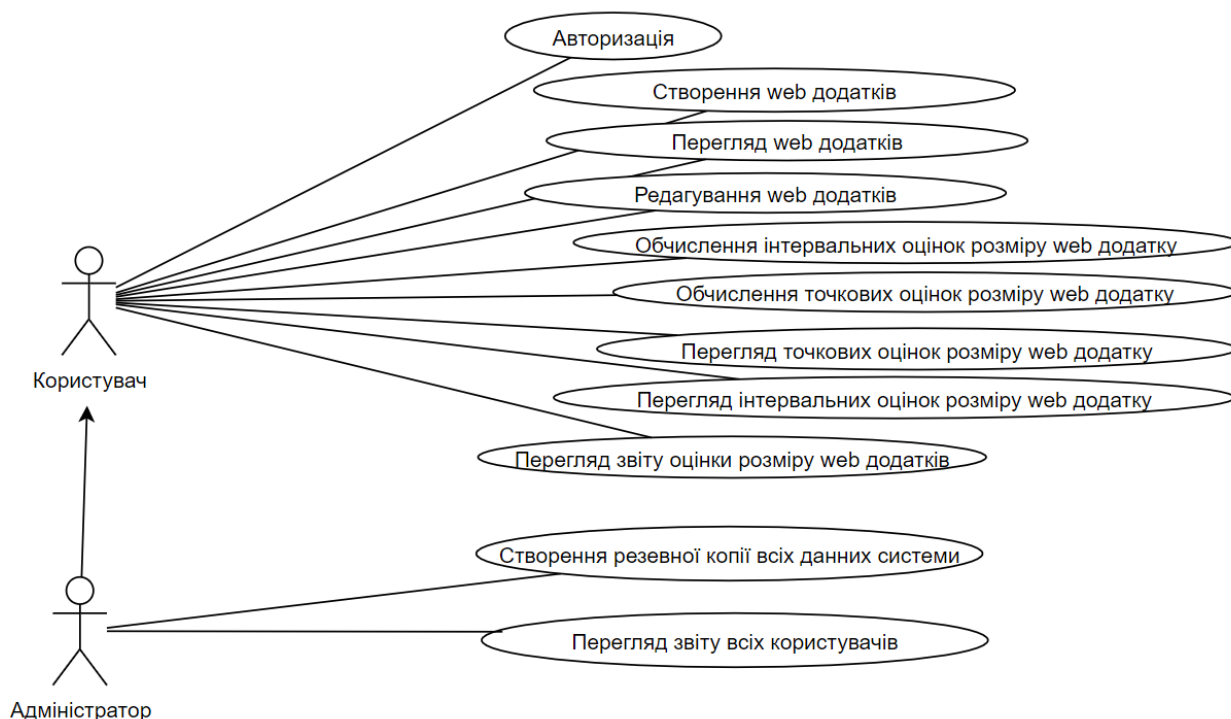 Авторизація
Створення web додатків
Перегляд web додатків
Редагування web додатків
Обчислення інтервальних оцінок розміру web додатку
Обчислення точкових оцінок розміру web додатку
Перегляд точкових оцінок розміру web додатку
Користувач
Перегляд інтервальних оцінок розміру web додатку
Перегляд звіту оцінки розміру web додатків
Створення резевної копії всіх данних системи
Перегляд звіту всіх користувачів
Адміністратор